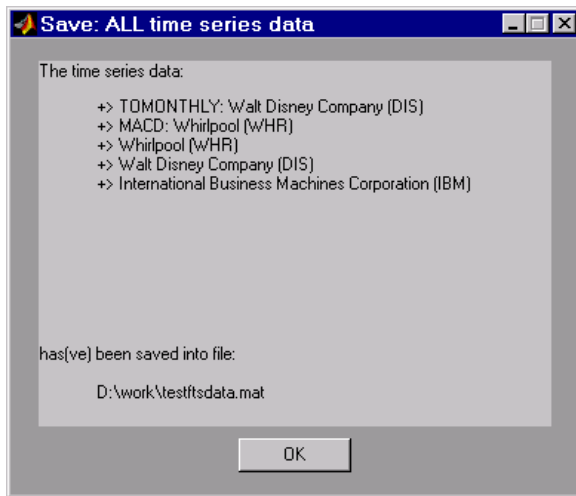 Save: ALL time series data
The time series data:
+> TOMONTHLY: Walt Disney Company (DIS)
+> MACD: Whirlpool (WHR)
+> Whirlpool (WHR)
+> Walt Disney Company (DIS)
+> International Business Machines Corporation (IBM)
has(ve) been saved into file:
D:\work\testftsdata.mat
OK